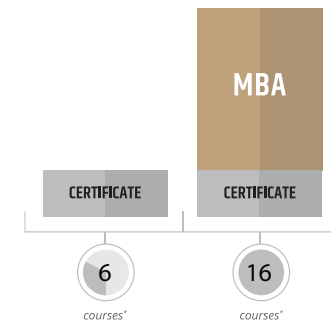 MBA
CERTIFICATE CERTIFICATE
6 16
courses* courses*